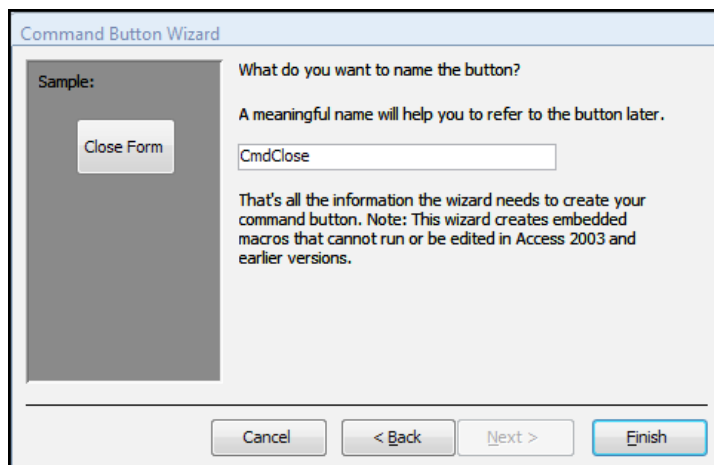 Command Button Wizard
Sample:
Close Form
What do you want to name the button?
A meaningful name will help you to refer to the button later.
CmdClose
That's all the information the wizard needs to create your
command button. Note: This wizard creates embedded
macros that cannot run or be edited in Access 2003 and
earlier versions.
Cancel
< Back
Next >
Finish